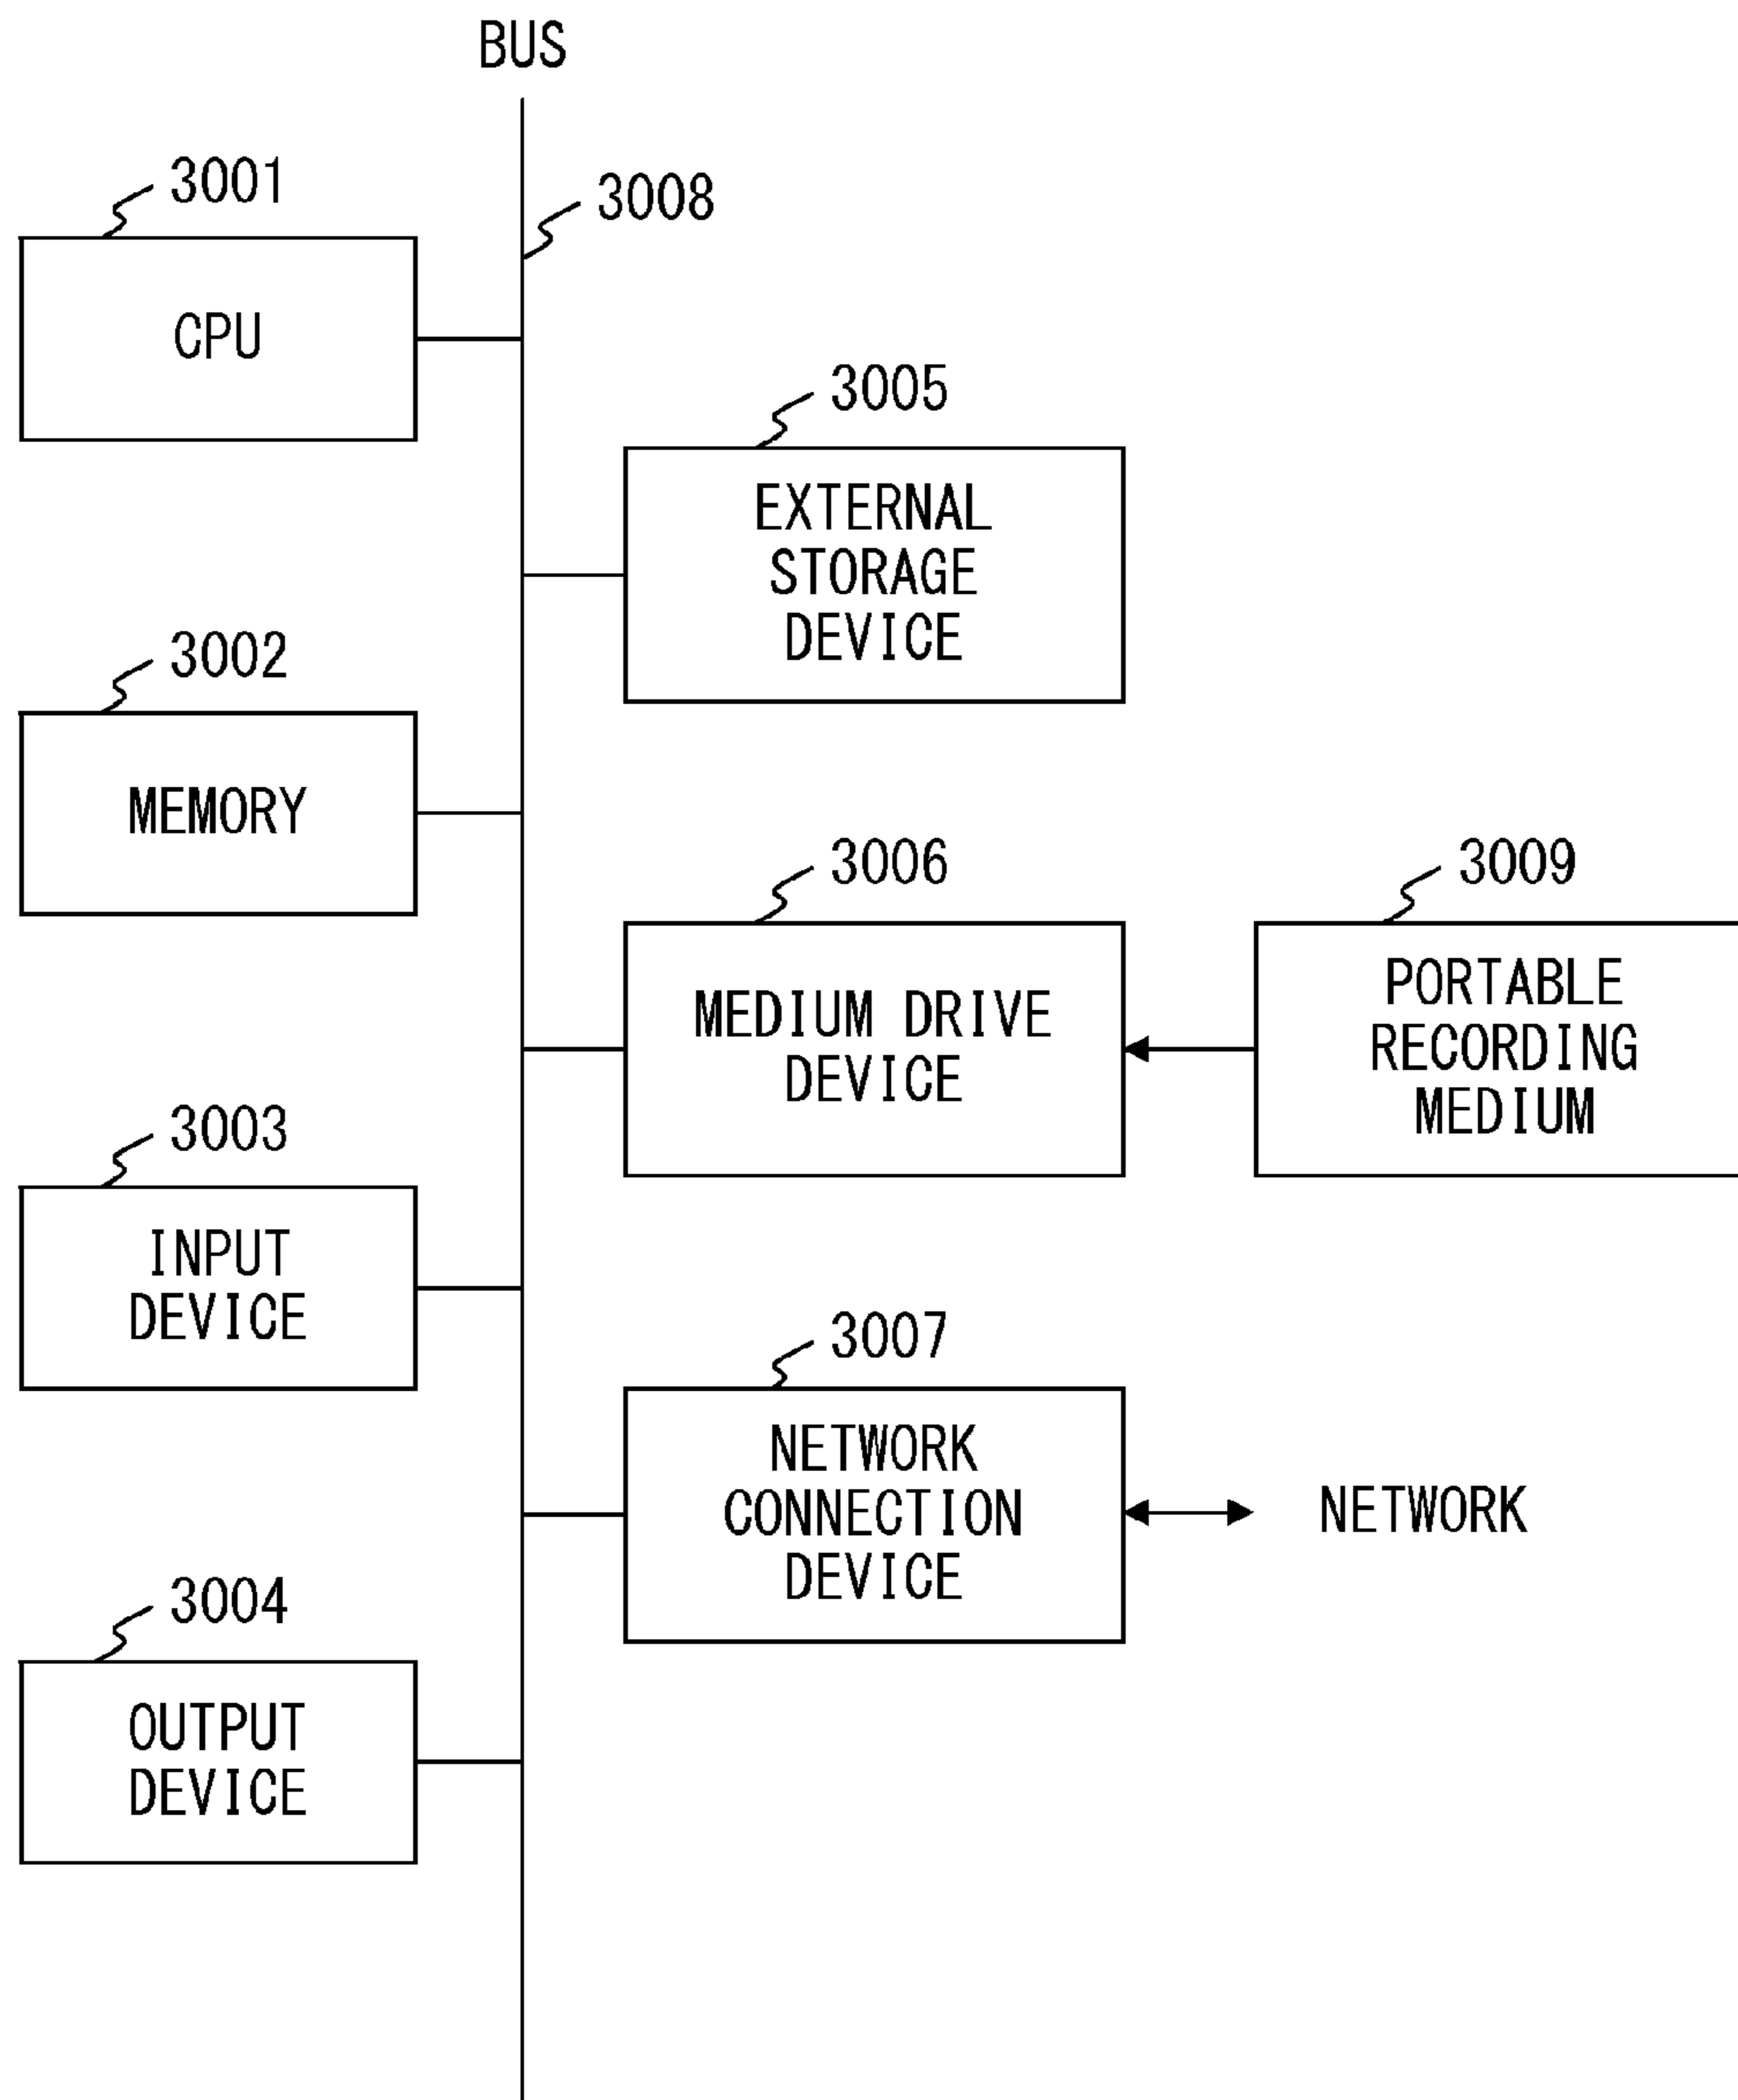 BUS
3001
3008
CPU
3005
EXTERNAL
STORAGE
DEVICE
3002
MEMORY
3006
MEDIUM DRIVE
DEVICE
3009
PORTABLE
RECORDING
MEDIUM
3003
INPUT
DEVICE
3007
NETWORK
CONNECTION
DEVICE
NETWORK
3004
OUTPUT
DEVICE